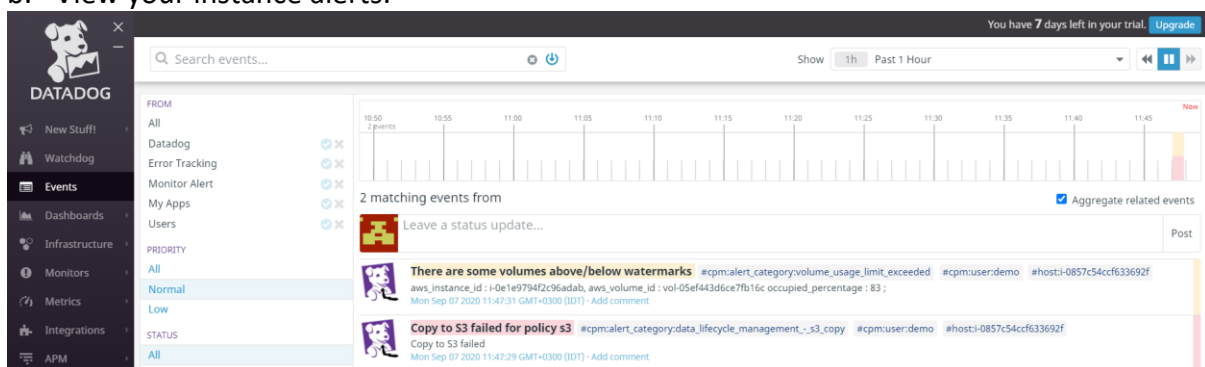 b. View your instance alerts.
You have 7 days left in your trial. Upgrade
Search events...
Show 1h Past 1 Hour
DATADOG
New Stuff!
Watchdog
Events
Dashboards
Infrastructure
Monitors
Metrics
Integrations
APM
FROM
All
Datadog
Error Tracking
Monitor Alert
My Apps
Users
PRIORITY
All
Normal
Low
STATUS
All
Now
10:50 10:55 11:00 11:05 11:10 11:15 11:20 11:25 11:30 11:35 11:40 11:45
2 events
2 matching events from
Aggregate related events
Leave a status update...
Post
There are some volumes above/below watermarks #cpm:alert_category:volume_usage_limit_exceeded #cpm:user:demo #host:i-0857c54ccf633692f
aws_instance_id : i-0e1e9794f2c96adab, aws_volume_id : vol-05ef443d6ce7fb16c occupied_percentage : 83 ;
Mon Sep 07 2020 11:47:31 GMT+0300 (IDT) · Add comment
Copy to S3 failed for policy s3 #cpm:alert_category:data_lifecycle_management_-_s3_copy #cpm:user:demo #host:i-0857c54ccf633692f
Copy to S3 failed
Mon Sep 07 2020 11:47:29 GMT+0300 (IDT) · Add comment